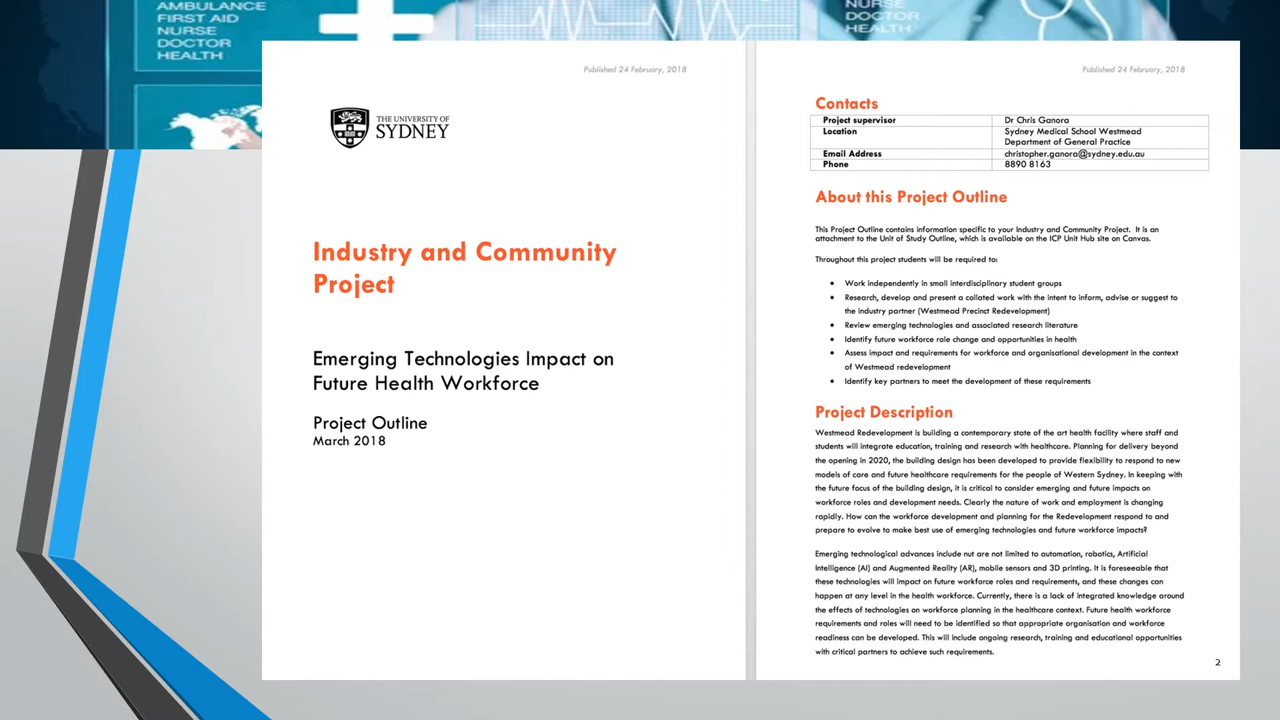 AMBULANCE
FIRST AID
NURSE
DOCTOR
HEALTH
NURSE
DOCTOR
HEALTH
Published 24 February, 2018
THE UNIVERSITY OF
SYDNEY
Industry and Community
Project
Emerging Technologies Impact on
Future Health Workforce
Project Outline
March 2018
Published 24 February, 2018
Contacts
Project supervisor Dr Chris Ganora
Location Sydney Medical School Westmead
Department of General Practice
Email Address christopher.ganora@sydney.edu.au
Phone 8890 8163
About this Project Outline
This Project Outline contains information specific to your Industry and Community Project. It is an
attachment to the Unit of Study Outline, which is available on the ICP Unit Hub site on Canvas.
Throughout this project students will be required to:
• Work independently in small interdisciplinary student groups
• Research, develop and present a collated work with the intent to inform, advise or suggest to
the industry partner (Westmead Precinct Redevelopment)
• Review emerging technologies and associated research literature
• Identify future workforce role change and opportunities in health
• Assess impact and requirements for workforce and organisational development in the context
of Westmead redevelopment
• Identify key partners to meet the development of these requirements
Project Description
Westmead Redevelopment is building a contemporary state of the art health facility where staff and
students will integrate education, training and research with healthcare. Planning for delivery beyond
the opening in 2020, the building design has been developed to provide flexibility to respond to new
models of care and future healthcare requirements for the people of Western Sydney. In keeping with
the future focus of the building design, it is critical to consider emerging and future impacts on
workforce roles and development needs. Clearly the nature of work and employment is changing
rapidly. How can the workforce development and planning for the Redevelopment respond to and
prepare to evolve to make best use of emerging technologies and future workforce impacts?
Emerging technological advances include nut are not limited to automation, robotics, Artificial
Intelligence (AI) and Augmented Reality (AR), mobile sensors and 3D printing. It is foreseeable that
these technologies will impact on future workforce roles and requirements, and these changes can
happen at any level in the health workforce. Currently, there is a lack of integrated knowledge around
the effects of technologies on workforce planning in the healthcare context. Future health workforce
requirements and roles will need to be identified so that appropriate organisation and workforce
readiness can be developed. This will include ongoing research, training and educational opportunities
with critical partners to achieve such requirements.
2